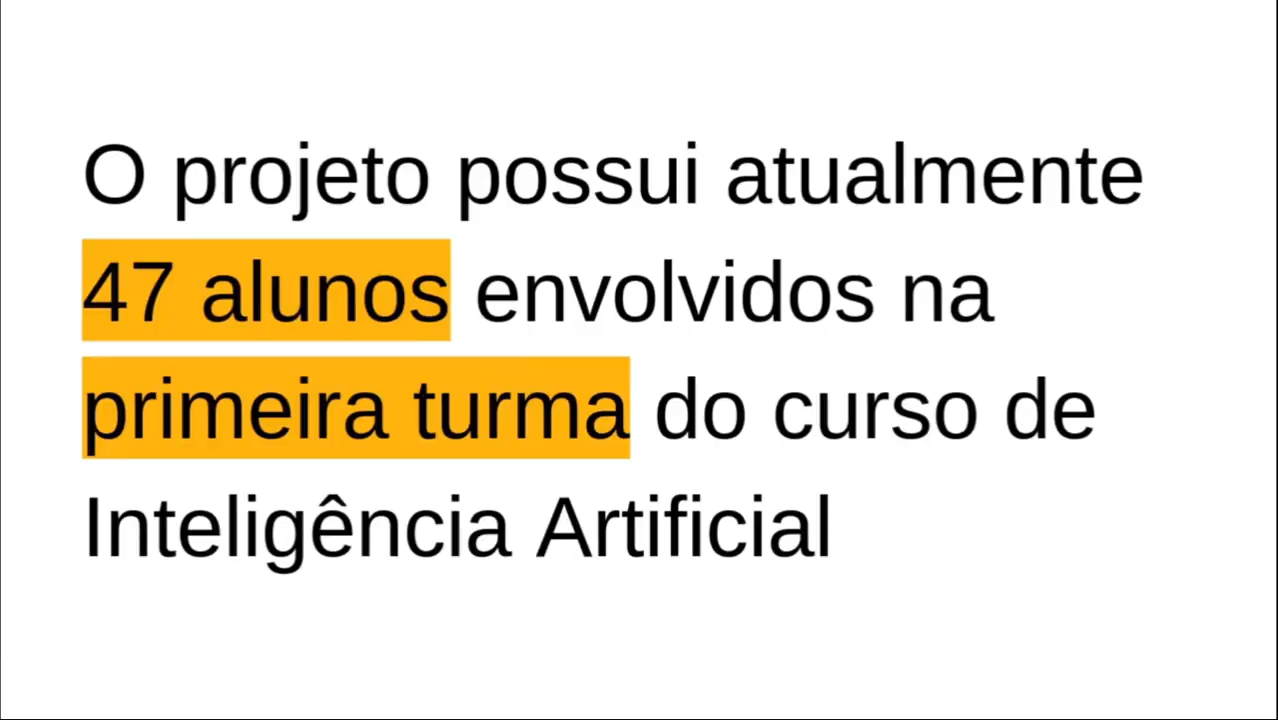 O projeto possui atualmente
47 alunos envolvidos na
primeira turma do curso de
Inteligência Artificial